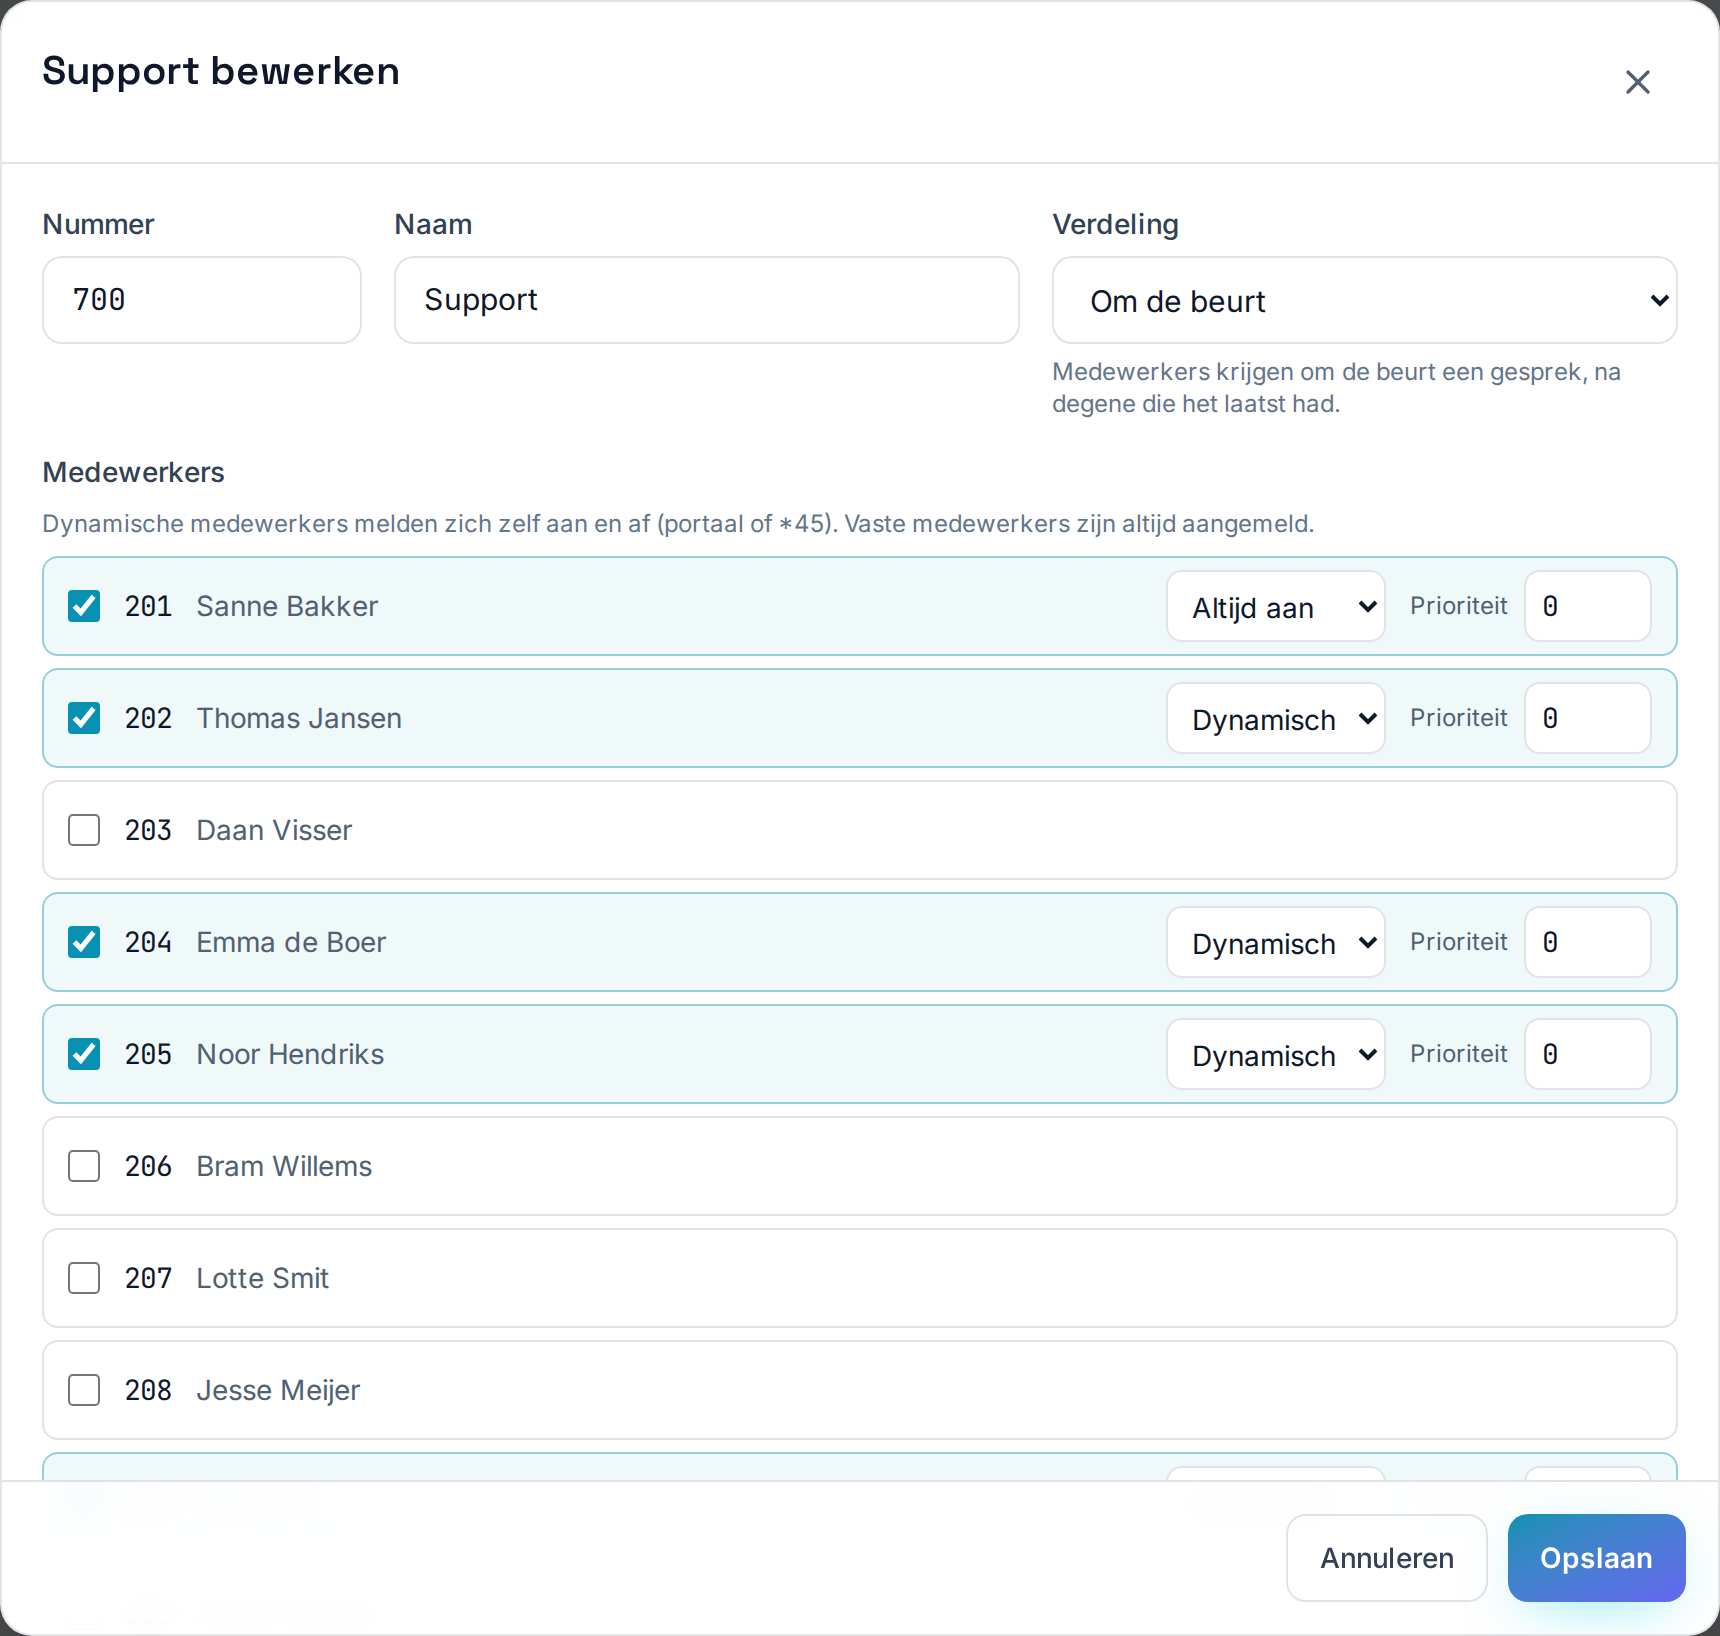 Support bewerken
Nummer
Naam
Verdeling
700
Support
Om de beurt
Medewerkers krijgen om de beurt een gesprek, na
degene die het laatst had.
Medewerkers
Dynamische medewerkers melden zich zelf aan en af (portaal of *45). Vaste medewerkers zijn altijd aangemeld.
201 Sanne Bakker Altijd aan Prioriteit 0
202 Thomas Jansen Dynamisch Prioriteit 0
203 Daan Visser
204 Emma de Boer Dynamisch Prioriteit 0
205 Noor Hendriks Dynamisch Prioriteit 0
206 Bram Willems
207 Lotte Smit
208 Jesse Meijer
Annuleren Opslaan